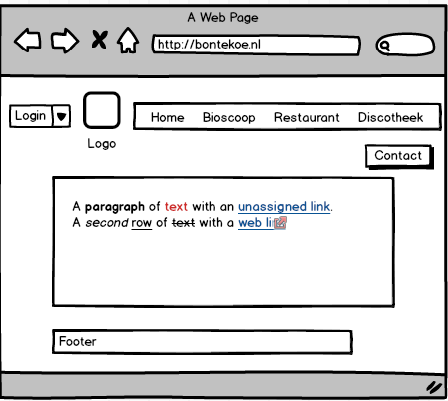 A Web Page
http://bontekoe.nl
Login
Home Bioscoop Restaurant Discotheek
Logo
Contact
A paragraph of text with an unassigned link.
A second row of text with a web li
Footer